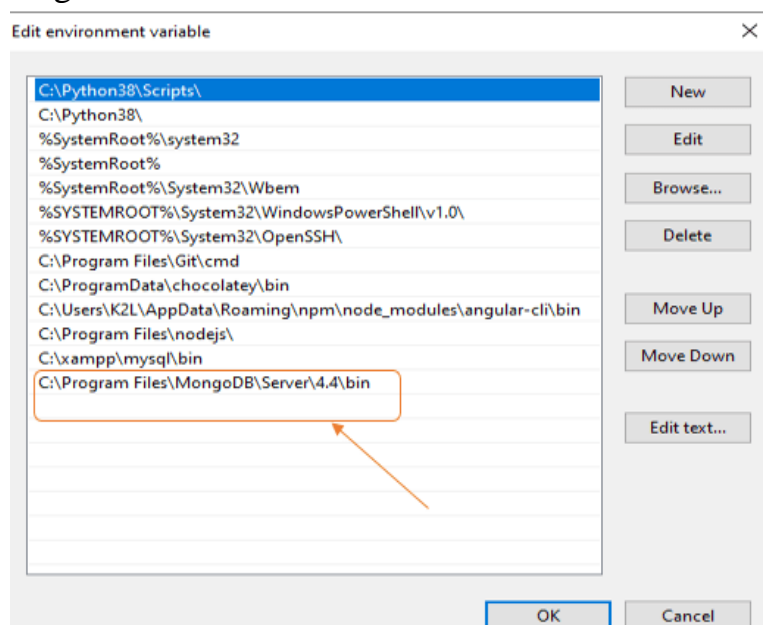 Edit environment variable
C:\Python38\Scripts\
C:\Python38\
%SystemRoot%\system32
%SystemRoot%
%SystemRoot%\System32\Wbem
%SYSTEMROOT%\System32\WindowsPowerShell\v1.0\
%SYSTEMROOT%\System32\OpenSSH\
C:\Program Files\Git\cmd
C:\ProgramData\chocolatey\bin
C:\Users\K2L\AppData\Roaming\npm\node_modules\angular-cli\bin
C:\Program Files\nodejs\
C:\xampp\mysql\bin
C:\Program Files\MongoDB\Server\4.4\bin
New
Edit
Browse...
Delete
Move Up
Move Down
Edit text...
OK
Cancel